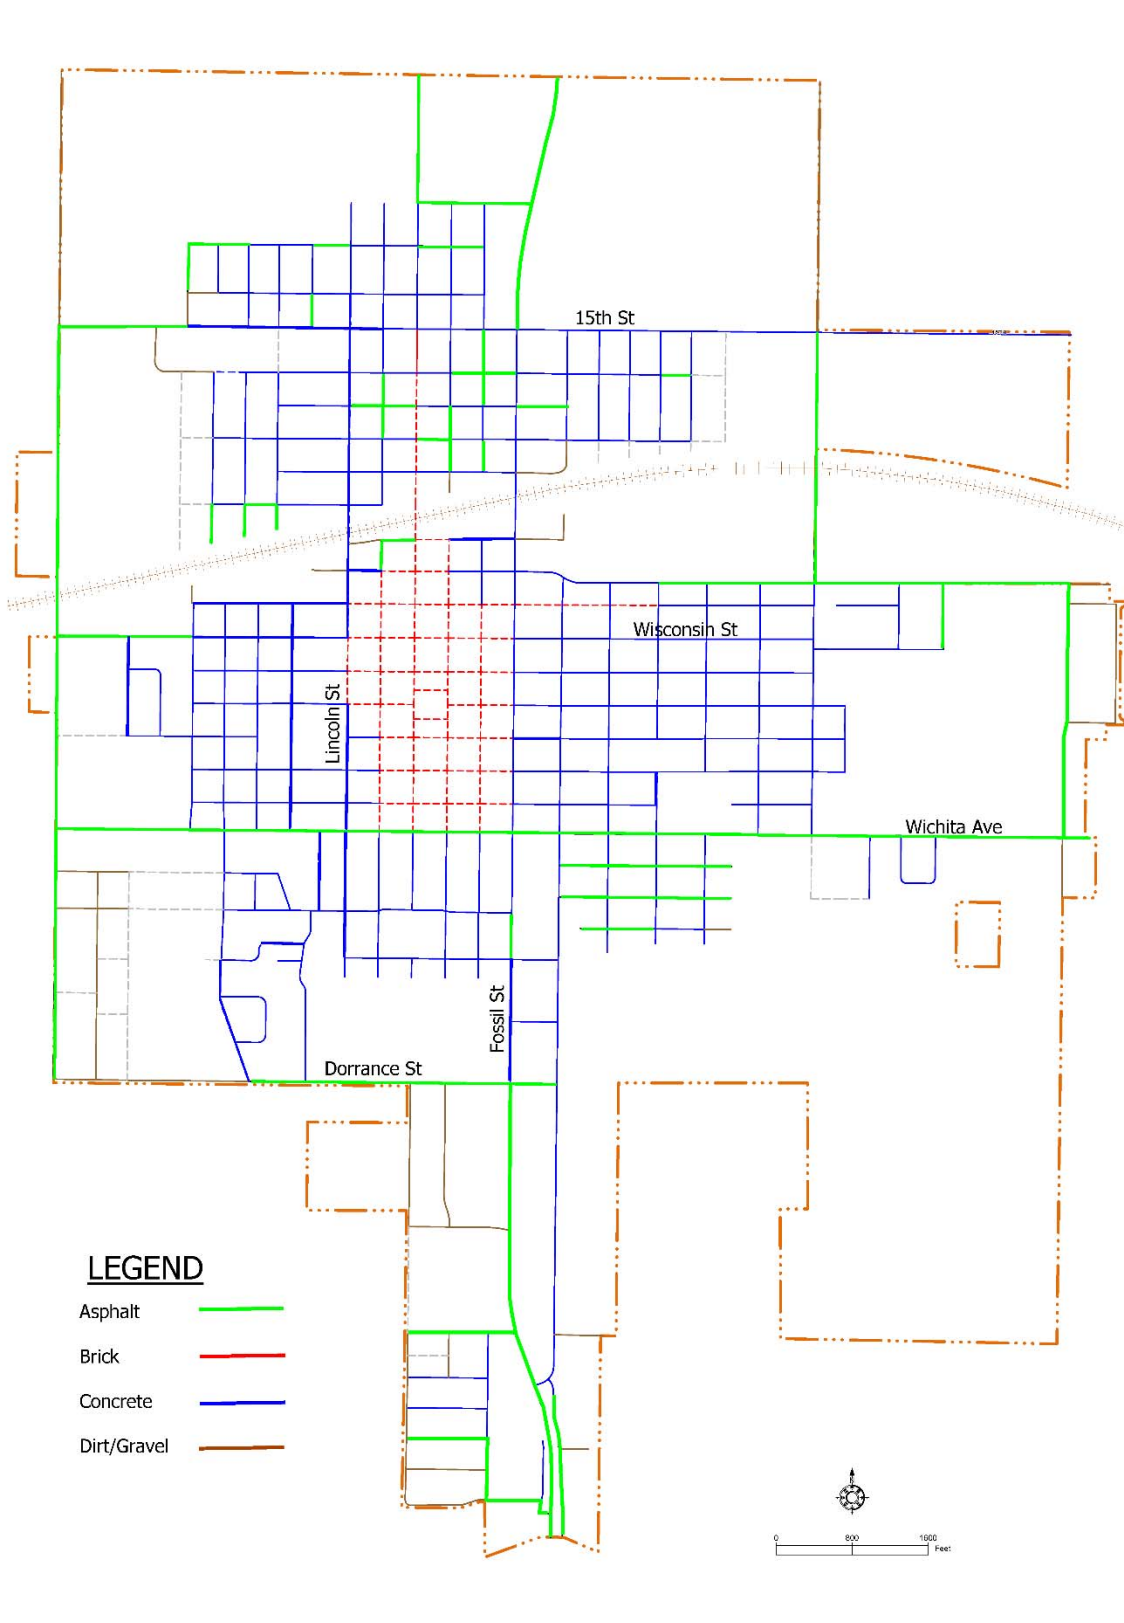 15th St
Wisconsin St
Lincoln St
Wichita Ave
Fossil St
Dorrance St
LEGEND
Asphalt
Brick
Concrete
Dirt/Gravel
0 800 1600
Feet